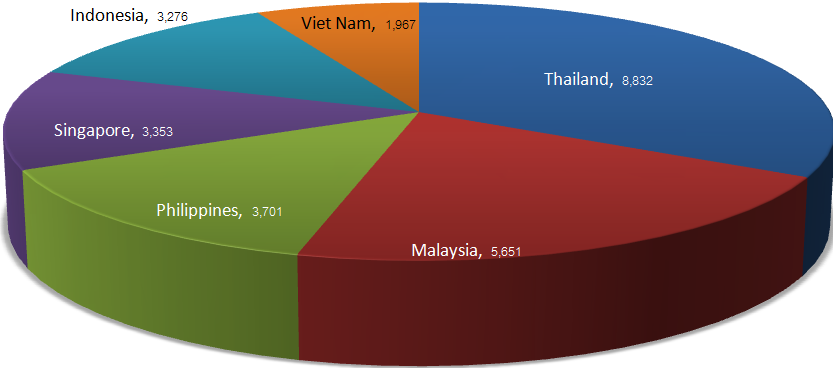 Indonesia, 3,276
Viet Nam, 1,967
Thailand, 8,832
Singapore, 3,353
Philippines, 3,701
Malaysia, 5,651